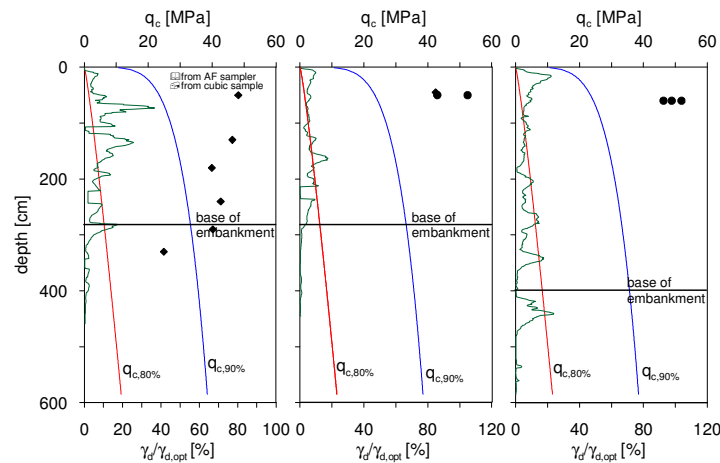 q_c [MPa] q_c [MPa] q_c [MPa]
0 20 40 60 0 20 40 60 0 20 40 60
0
200
400
600
depth [cm]
from AF sampler
from cubic sample
base of
embankment
base of
embankment
base of
embankment
q_c,80%
q_c,90%
q_c,80%
q_c,90%
q_c,80%
q_c,90%
0 20 40 60 80 100 0 40 80 120 0 20 40 60 80 100 120
γ_d/γ_d,opt [%] γ_d/γ_d,opt [%] γ_d/γ_d,opt [%]